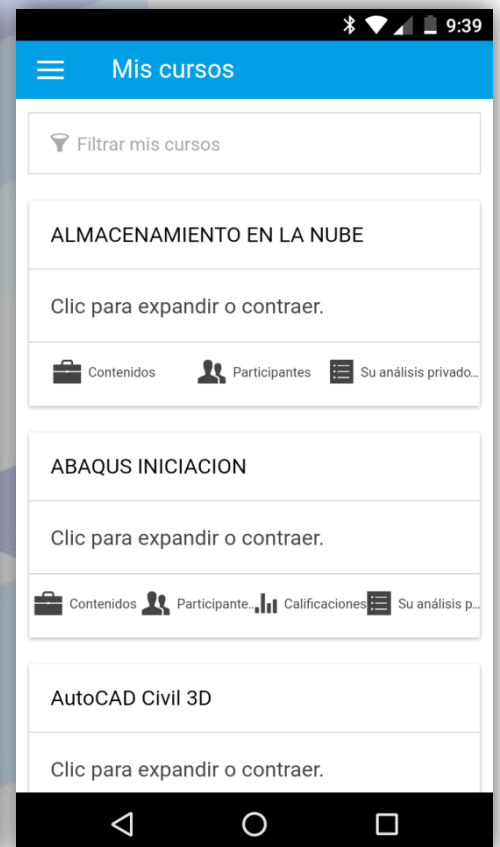 9:39
Mis cursos
Filtrar mis cursos
ALMACENAMIENTO EN LA NUBE
Clic para expandir o contraer.
Contenidos Participantes Su análisis privado...
ABAQUS INICIACION
Clic para expandir o contraer.
Contenidos Participante... Calificaciones Su análisis p...
AutoCAD Civil 3D
Clic para expandir o contraer.